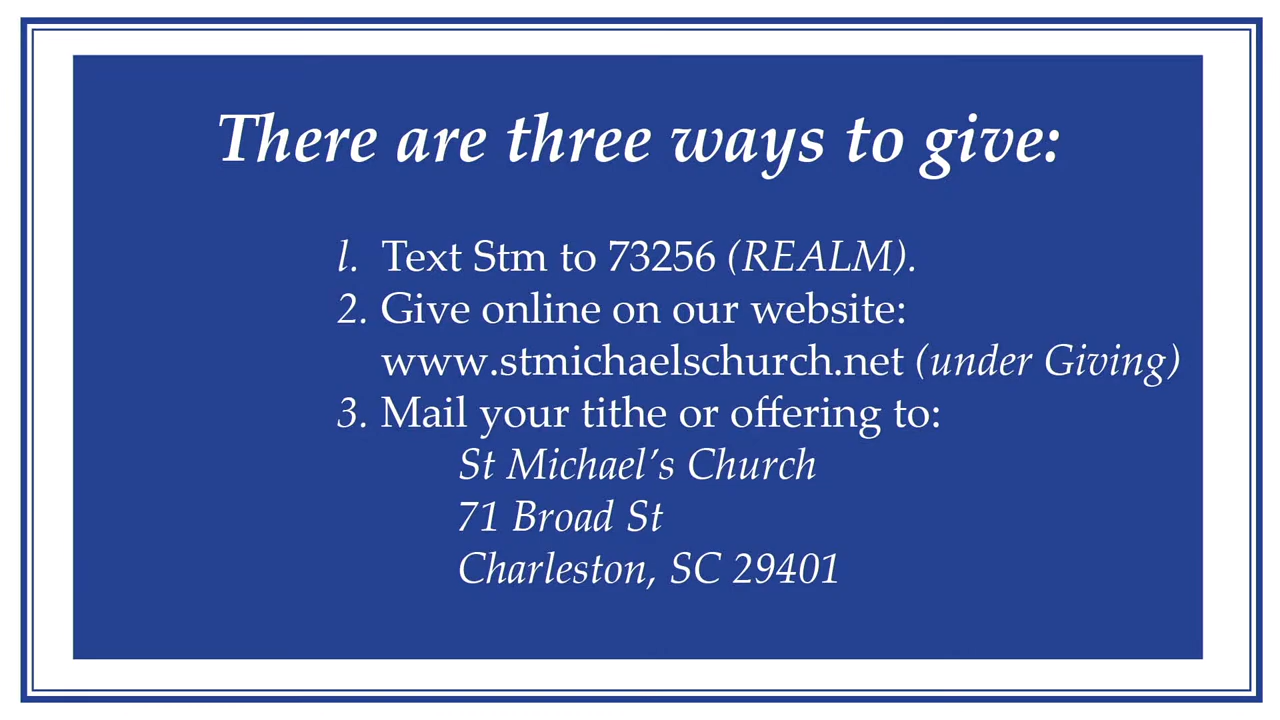 There are three ways to give:
l. Text Stm to 73256 (REALM).
2. Give online on our website:
www.stmichaelschurch.net (under Giving)
3. Mail your tithe or offering to:
St Michael’s Church
71 Broad St
Charleston, SC 29401